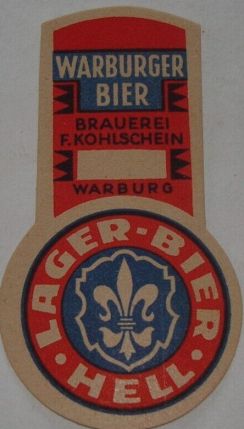 WARBURGER
BIER
BRAUEREI
F. KOHLSCHEIN
WARBURG
LAGER-BIER
· HELL ·